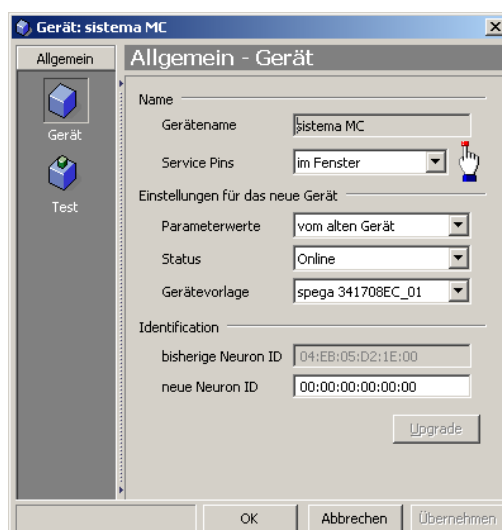 Gerät: sistema MC
Allgemein
Allgemein - Gerät
Gerät
Test
Name
Gerätename sistema MC
Service Pins im Fenster
Einstellungen für das neue Gerät
Parameterwerte vom alten Gerät
Status Online
Gerätevorlage spega 341708EC_01
Identification
bisherige Neuron ID 04:EB:05:D2:1E:00
neue Neuron ID 00:00:00:00:00:00
Upgrade
OK Abbrechen Übernehmen